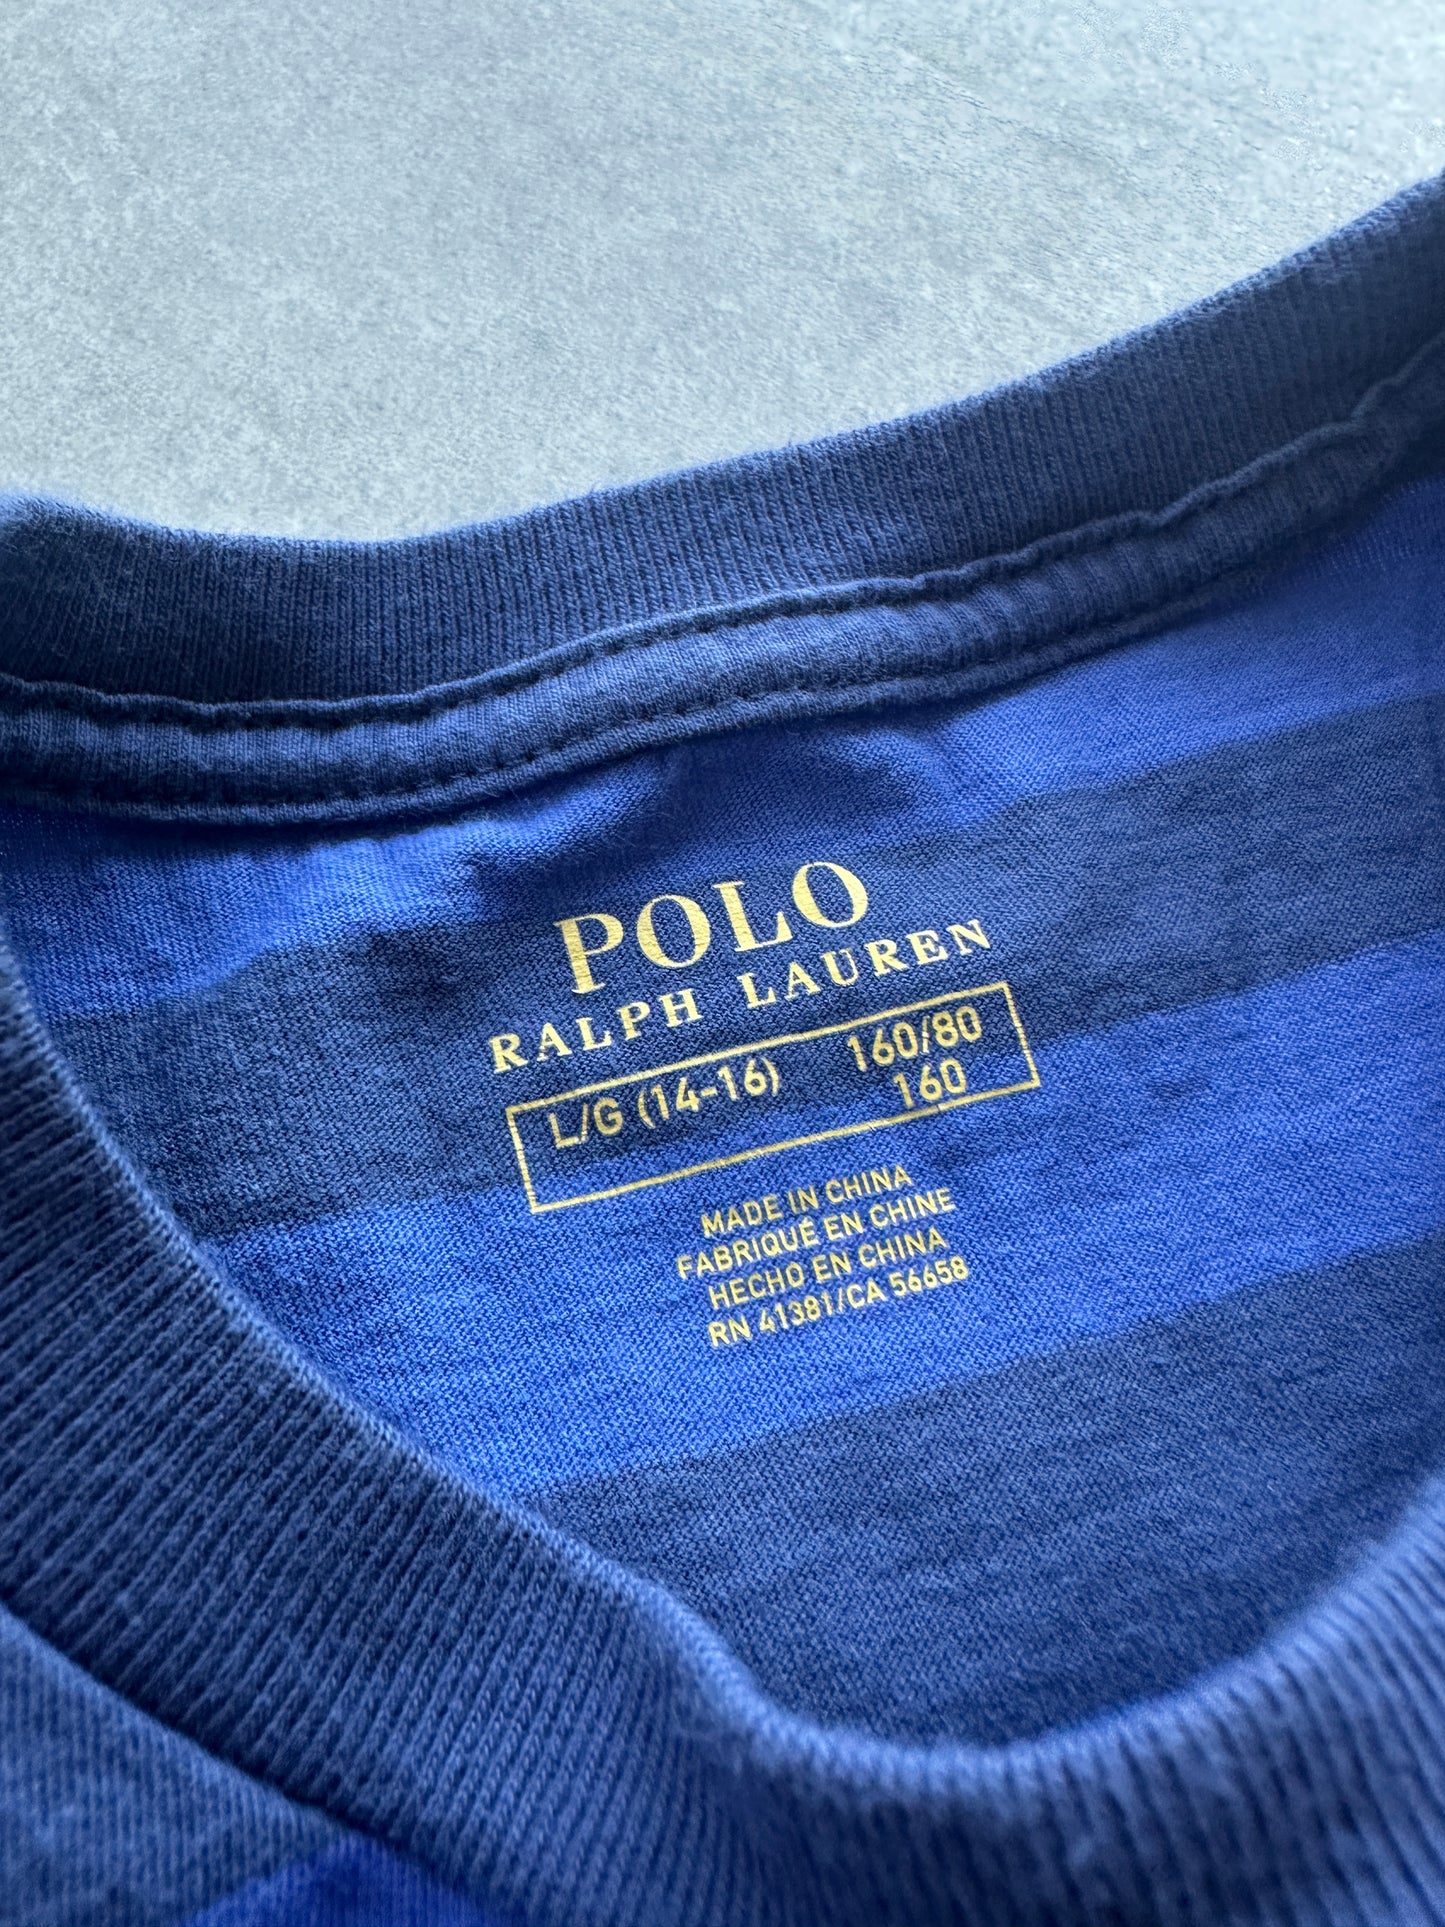 POLO
RALPH LAUREN
L/G (14-16) 160/80
160
MADE IN CHINA
FABRIQUÉ EN CHINE
HECHO EN CHINA
RN 41381/CA 56658